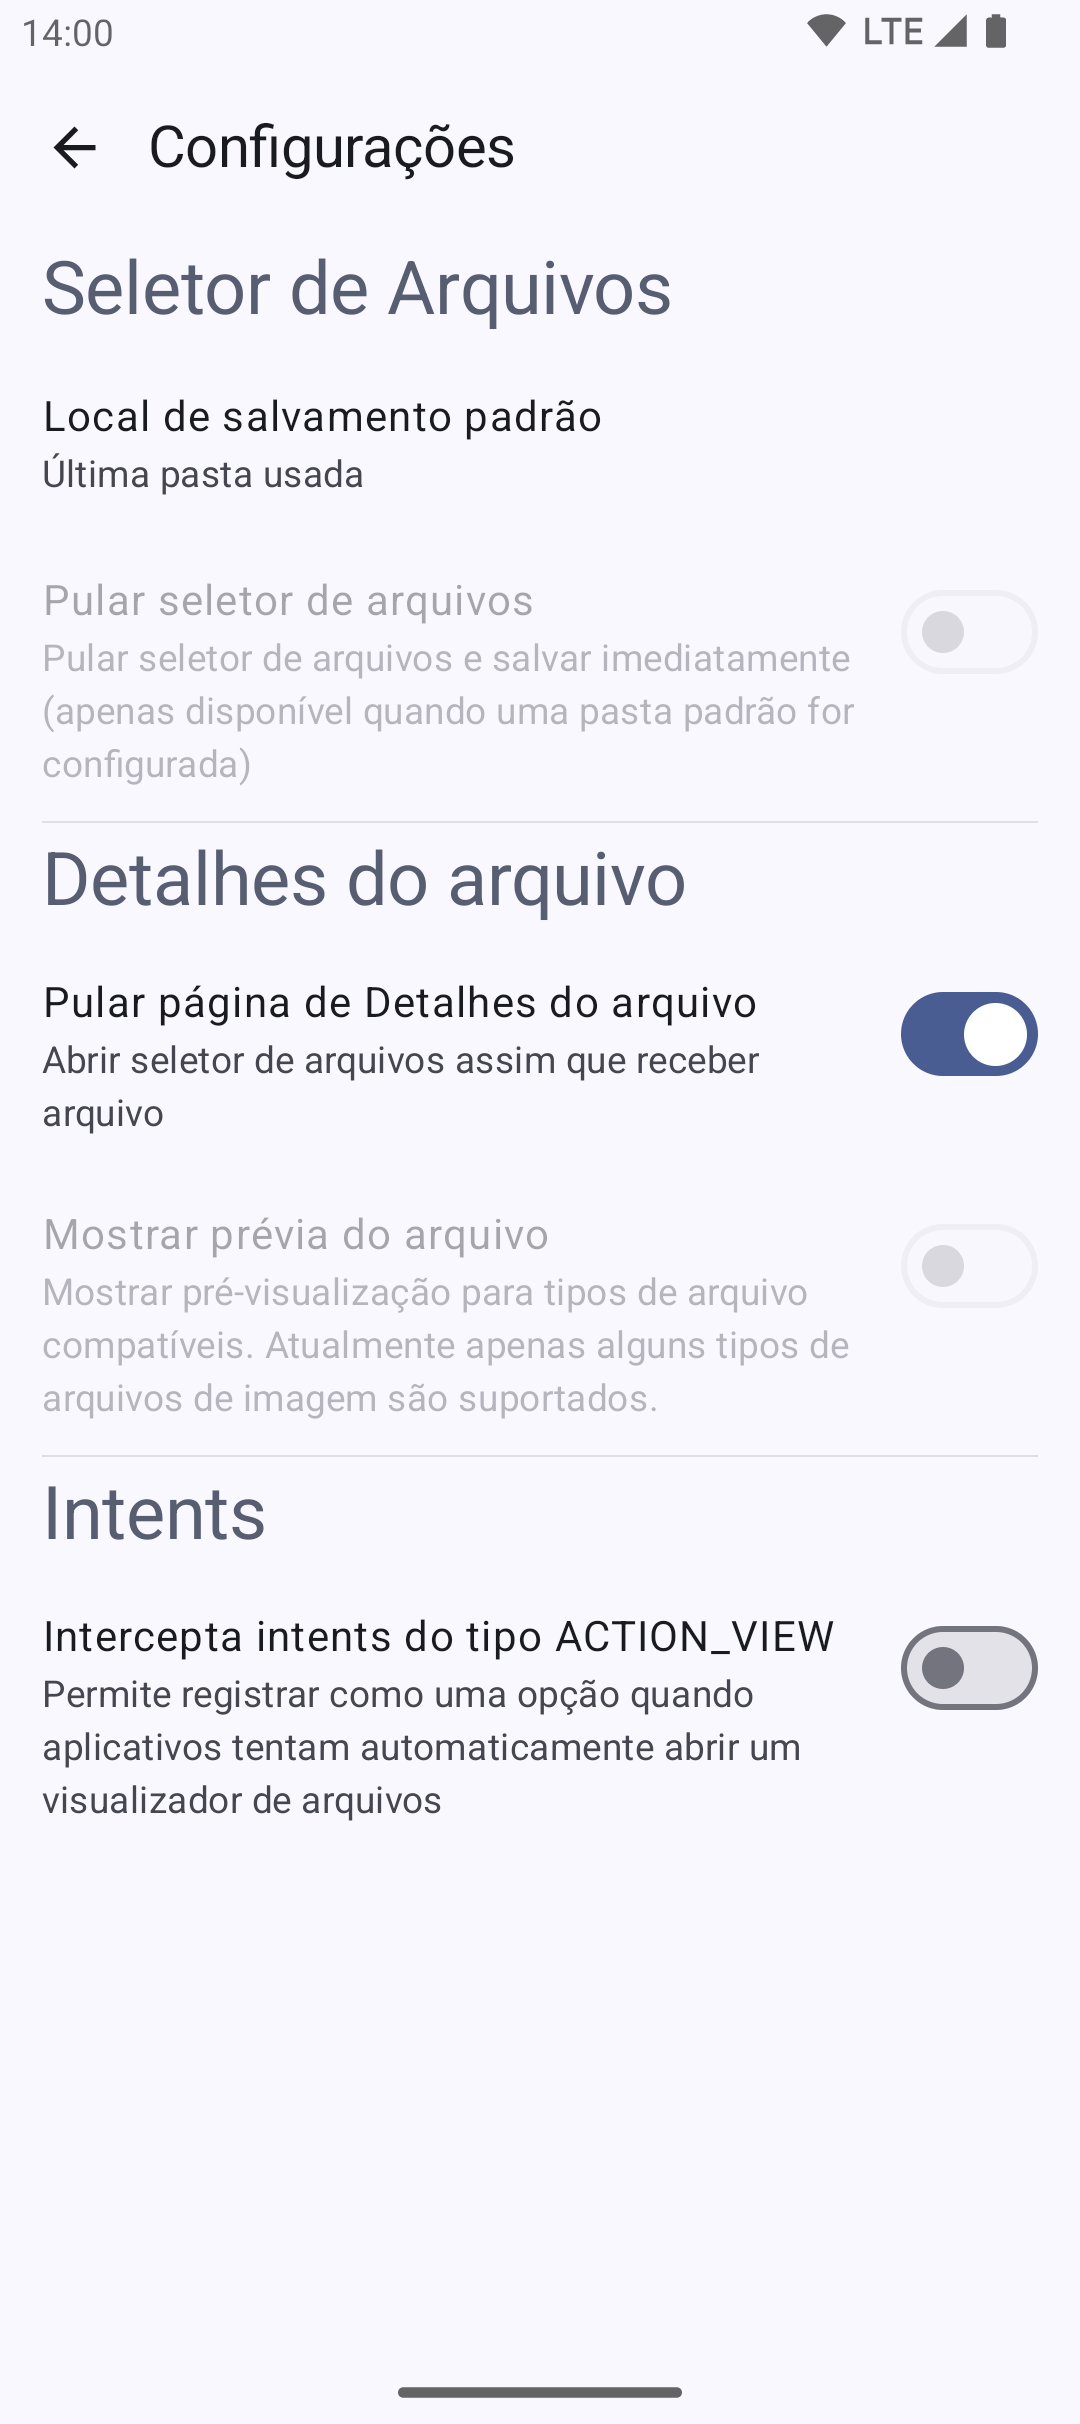 14:00 LTE
Configurações
Seletor de Arquivos
Local de salvamento padrão
Última pasta usada
Pular seletor de arquivos
Pular seletor de arquivos e salvar imediatamente
(apenas disponível quando uma pasta padrão for
configurada)
Detalhes do arquivo
Pular página de Detalhes do arquivo
Abrir seletor de arquivos assim que receber
arquivo
Mostrar prévia do arquivo
Mostrar pré-visualização para tipos de arquivo
compatíveis. Atualmente apenas alguns tipos de
arquivos de imagem são suportados.
Intents
Intercepta intents do tipo ACTION_VIEW
Permite registrar como uma opção quando
aplicativos tentam automaticamente abrir um
visualizador de arquivos